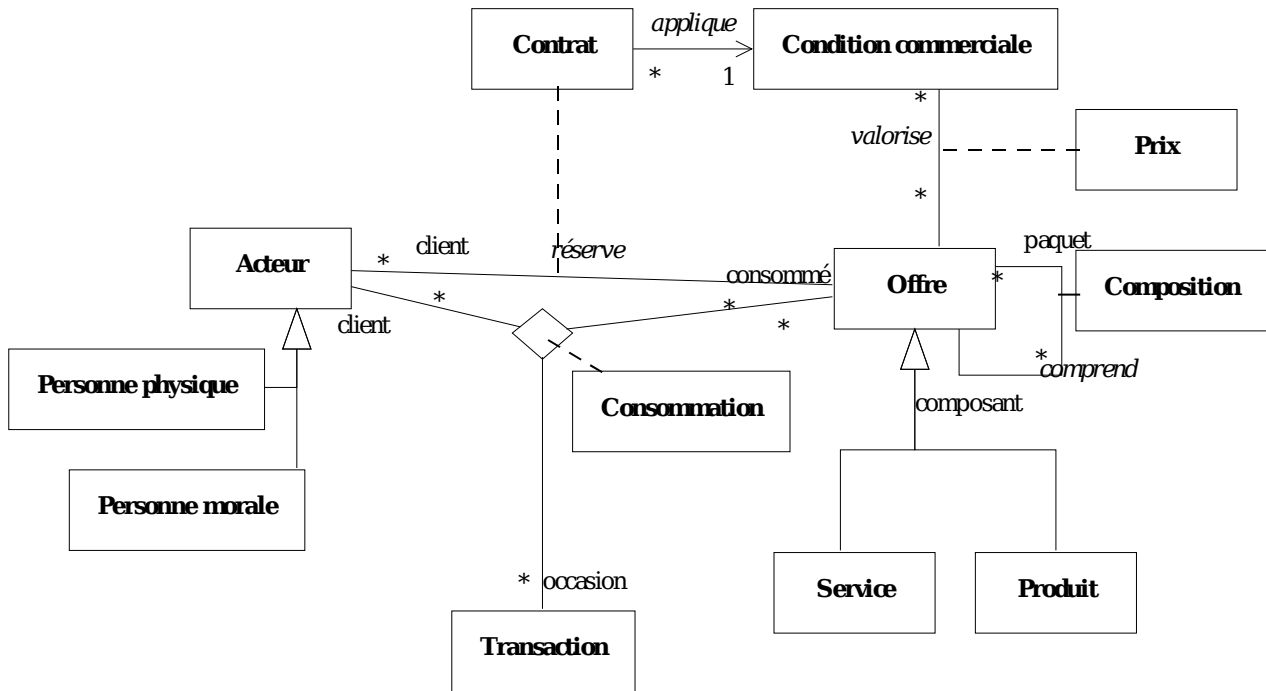 applique
Contrat
Condition commerciale
* 1
*
valorise
Prix
*
Acteur
client
réserve
paquet
*
consommé
Offre
*
Composition
*
client
*
*
*
comprend
Personne physique
Consommation
composant
Personne morale
* occasion
Service
Produit
Transaction